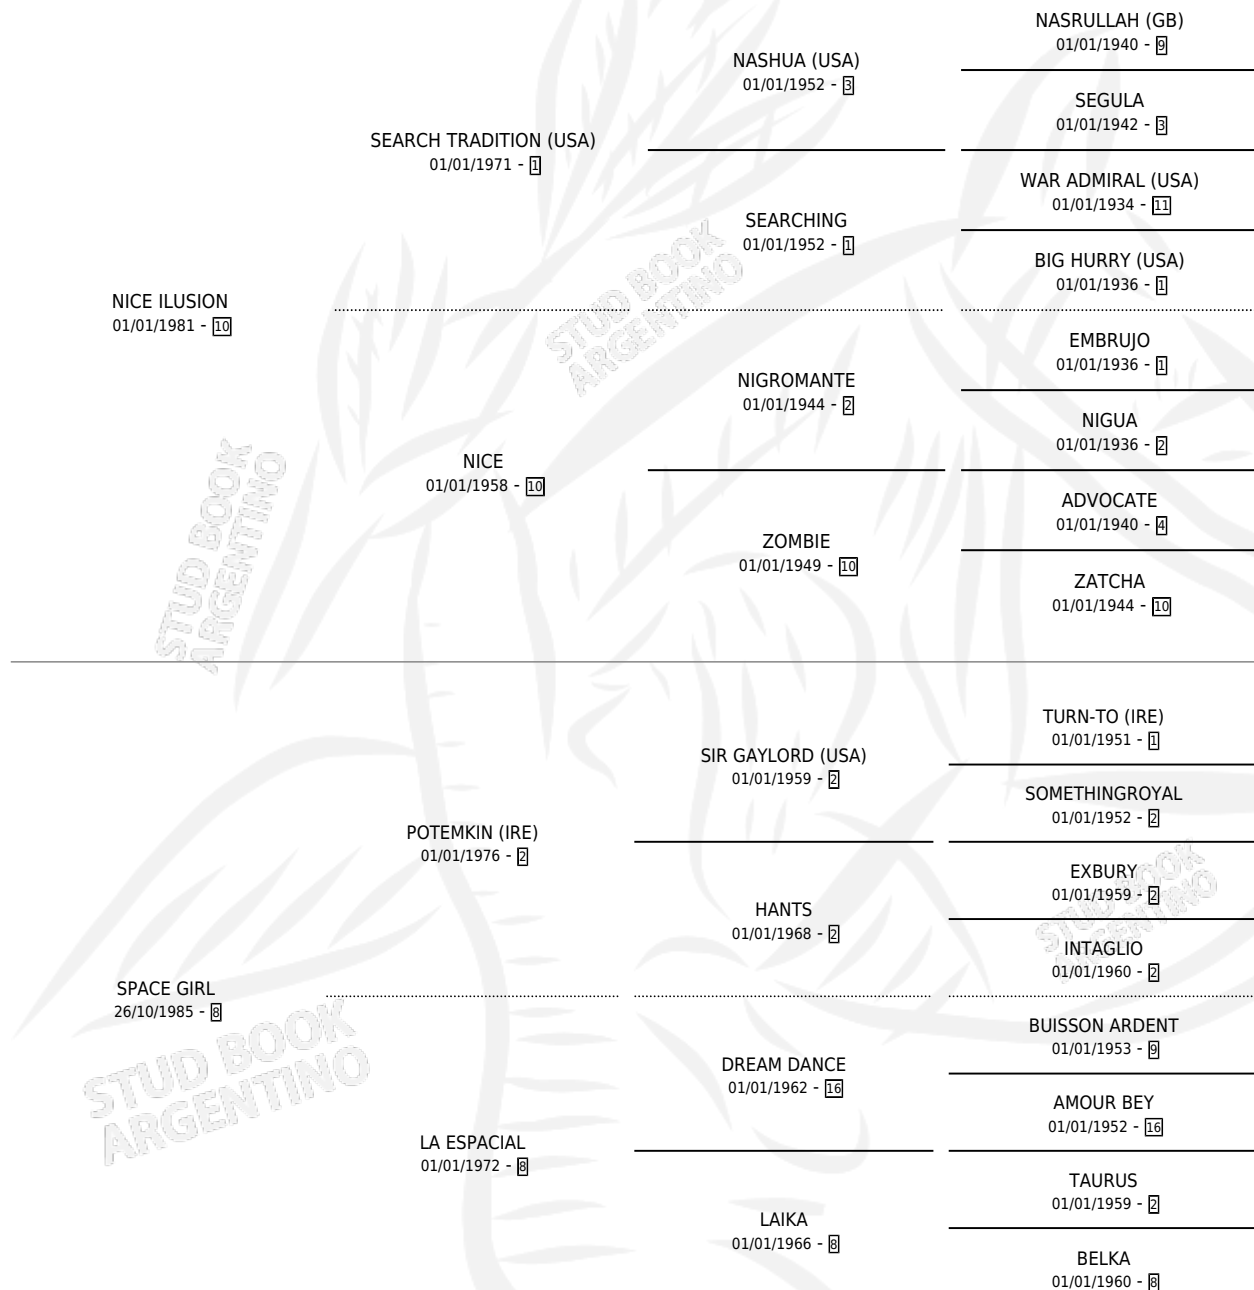 NASRULLAH (GB)
01/01/1940 - 9
NASHUA (USA)
01/01/1952 - 3
SEGULA
01/01/1942 - 3
SEARCH TRADITION (USA)
01/01/1971 - 1
WAR ADMIRAL (USA)
01/01/1934 - 11
SEARCHING
01/01/1952 - 1
BIG HURRY (USA)
01/01/1936 - 1
NICE ILUSION
01/01/1981 - 10
EMBRUJO
01/01/1936 - 1
NIGROMANTE
01/01/1944 - 2
NIGUA
01/01/1936 - 2
NICE
01/01/1958 - 10
ADVOCATE
01/01/1940 - 4
ZOMBIE
01/01/1949 - 10
ZATCHA
01/01/1944 - 10
STUD BOOK
ARGENTINO
STUD BOOK
ARGENTINO
TURN-TO (IRE)
01/01/1951 - 1
SIR GAYLORD (USA)
01/01/1959 - 2
SOMETHINGROYAL
01/01/1952 - 2
POTEMKIN (IRE)
01/01/1976 - 2
EXBURY
01/01/1959 - 2
HANTS
01/01/1968 - 2
INTAGLIO
01/01/1960 - 2
SPACE GIRL
26/10/1985 - 8
BUISSON ARDENT
01/01/1953 - 9
DREAM DANCE
01/01/1962 - 16
AMOUR BEY
01/01/1952 - 16
LA ESPACIAL
01/01/1972 - 8
TAURUS
01/01/1959 - 2
LAIKA
01/01/1966 - 8
BELKA
01/01/1960 - 8
STUD BOOK
ARGENTINO
STUD BOOK
ARGENTINO